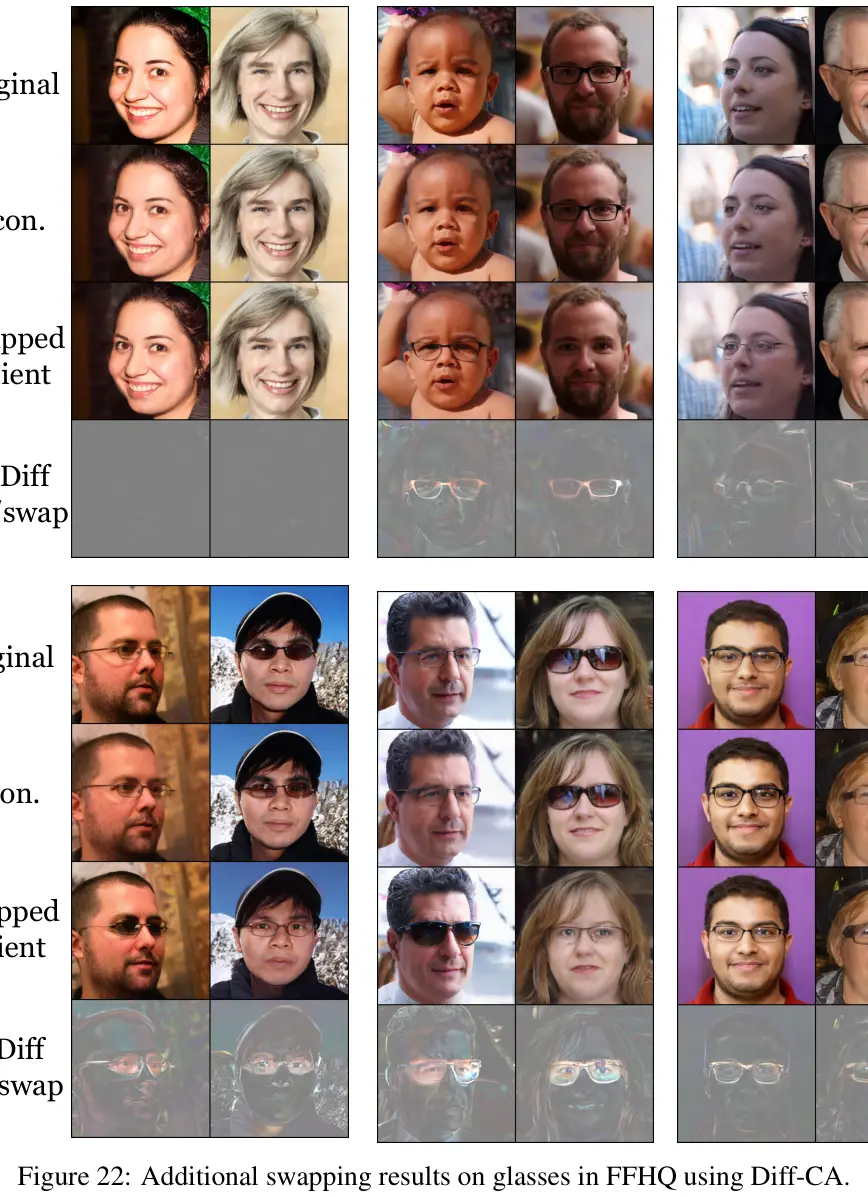 ginal
con.
pped
ient
Diff
/swap
ginal
on.
pped
ient
Diff
swap
Figure 22: Additional swapping results on glasses in FFHQ using Diff-CA.